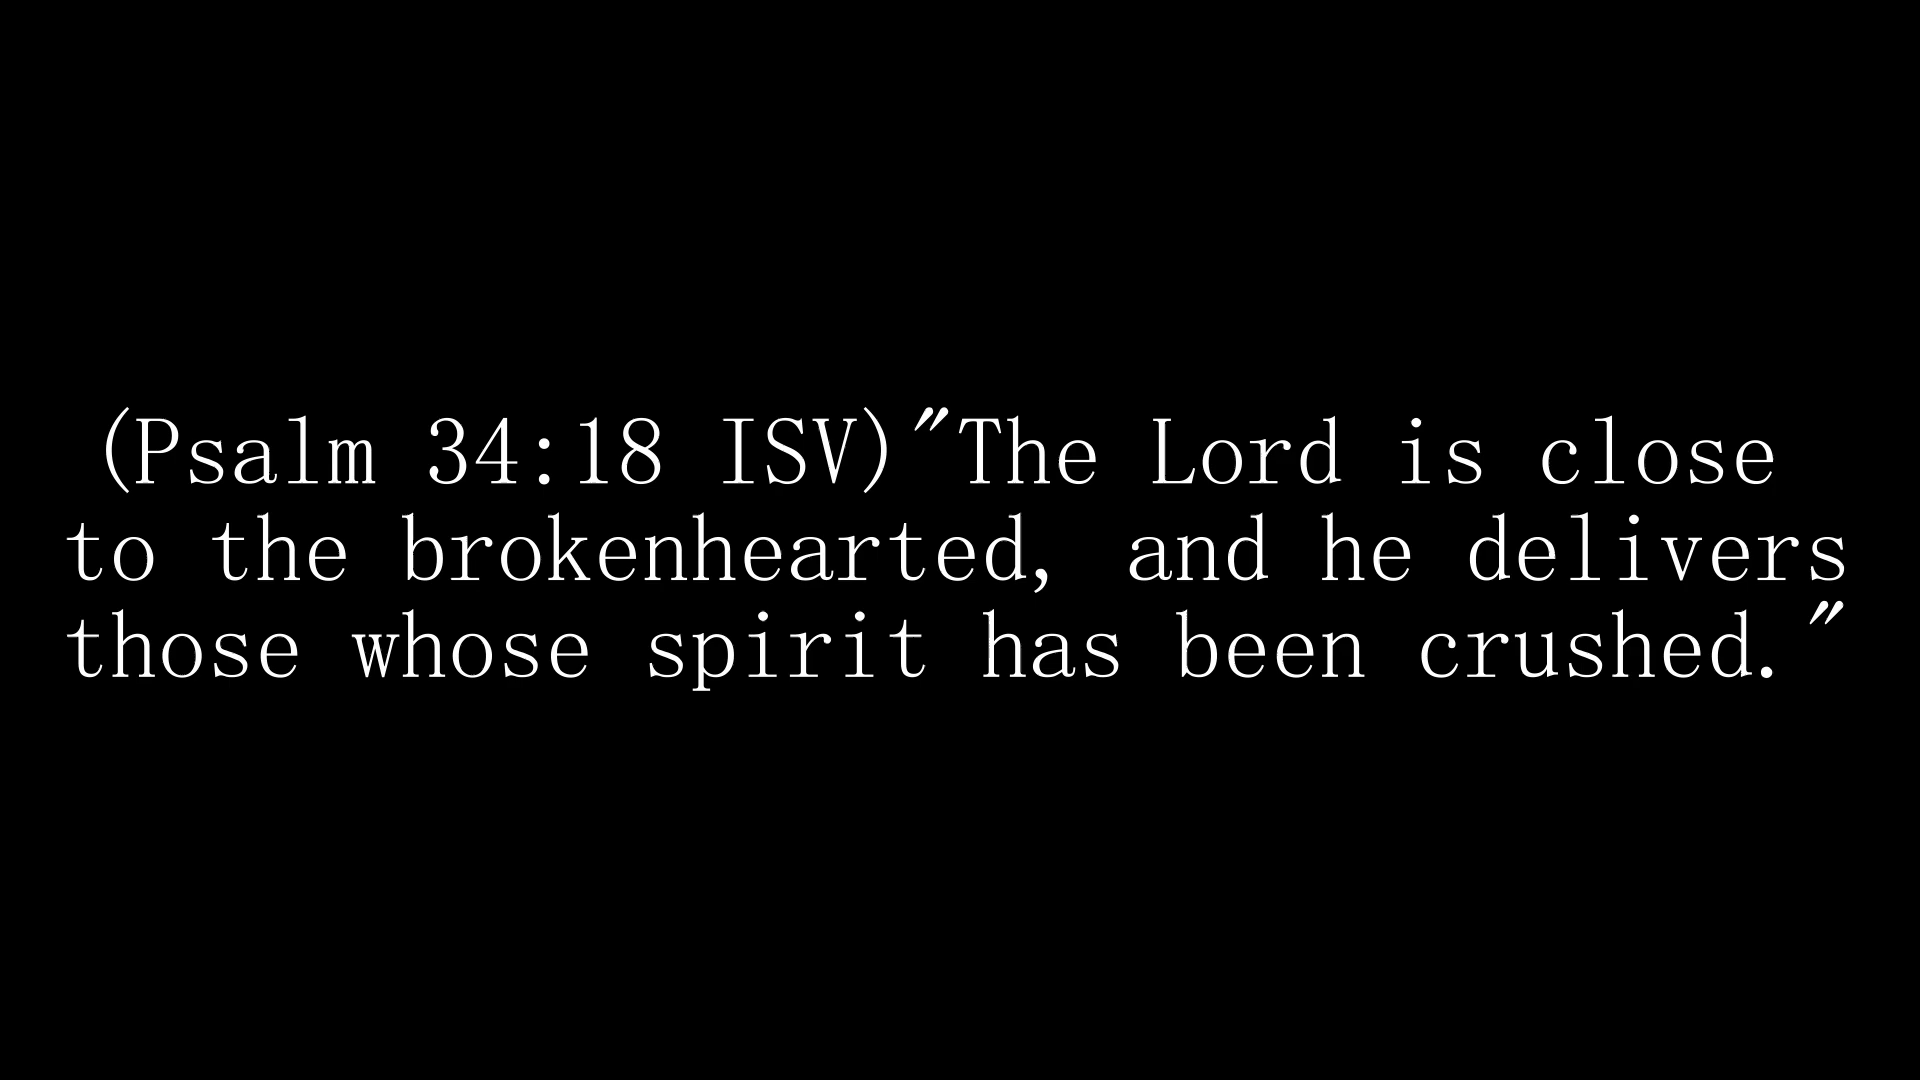 (Psalm 34:18 ISV)"The Lord is close
to the brokenhearted, and he delivers
those whose spirit has been crushed."